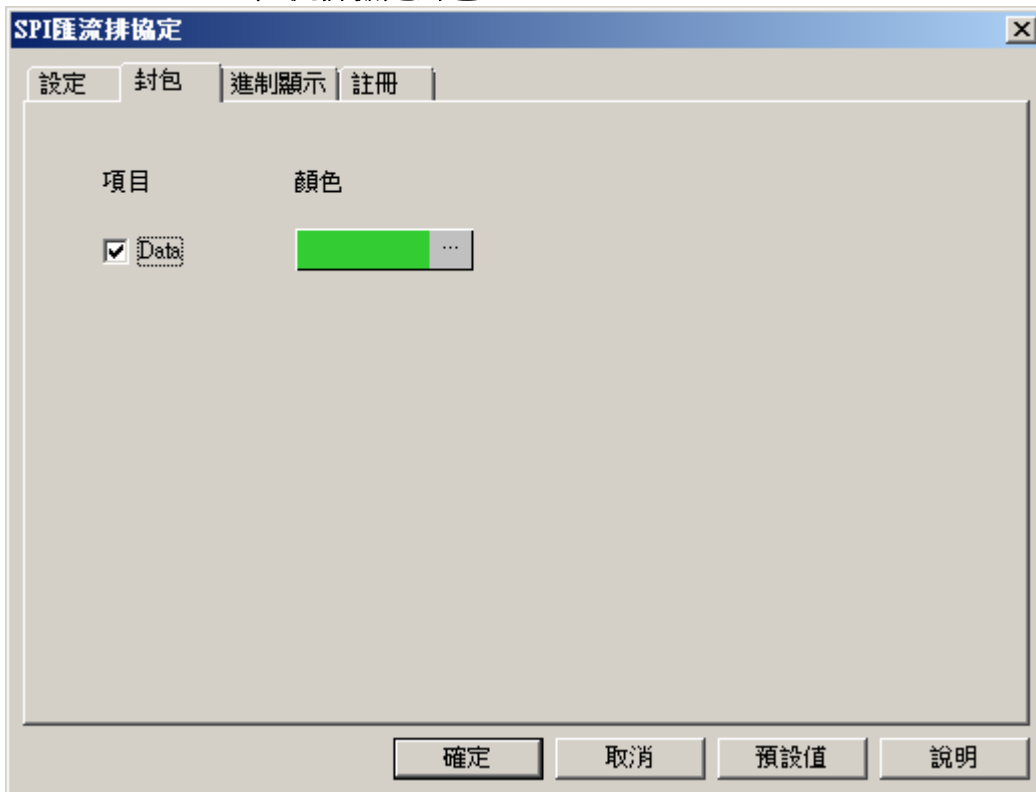 SPI匯流排協定
設定 封包 進制顯示 註冊
項目 顏色
Data ...
確定 取消 預設值 說明